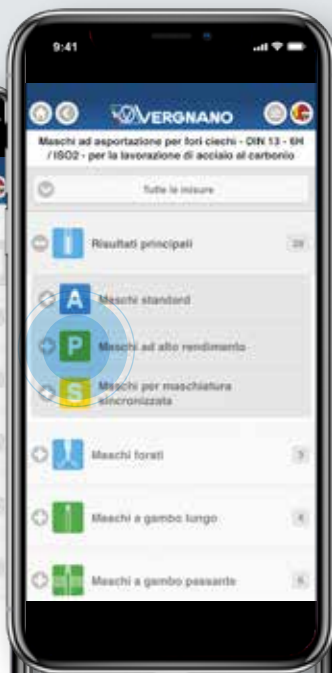 9:41
VERGNANO
Maschi ad asportazione per fori ciechi - DIN 13 - 6H
/ISO2 - per la lavorazione di acciaio al carbonio
Tutte le misure
Risultati principali
A Maschi standard
P Maschi ad alto rendimento
S Maschi per maschiatura
sincronizzata
Maschi forati 3
Maschi a gambo lungo 4
Maschi a gambo passante